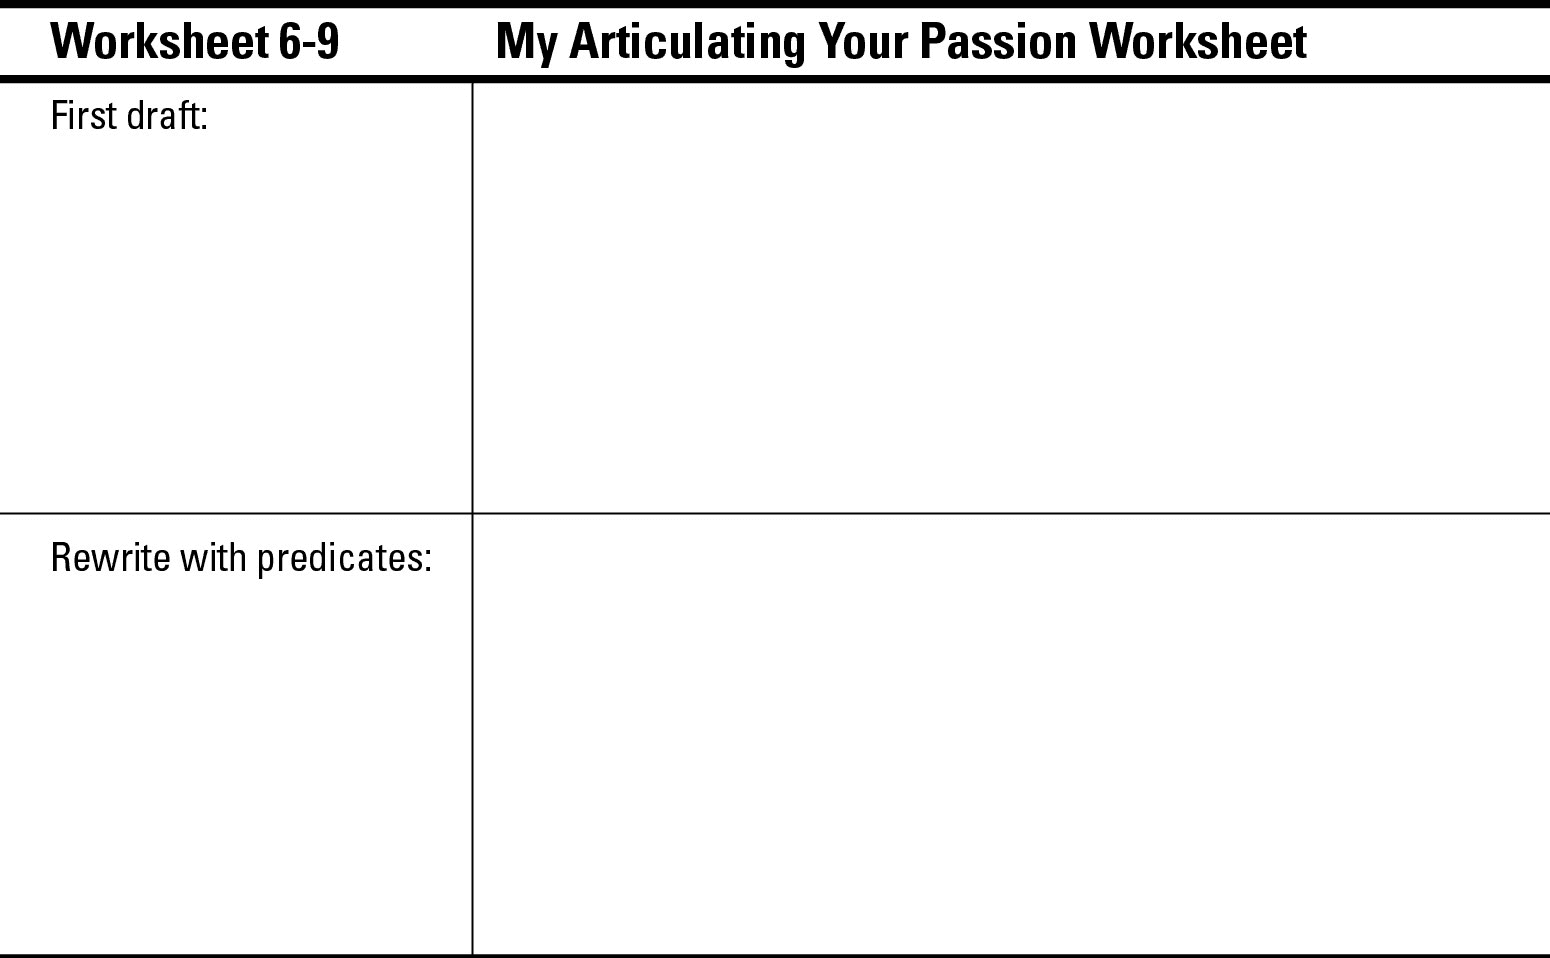 Worksheet 6-9 My Articulating Your Passion Worksheet
First draft:
Rewrite with predicates: